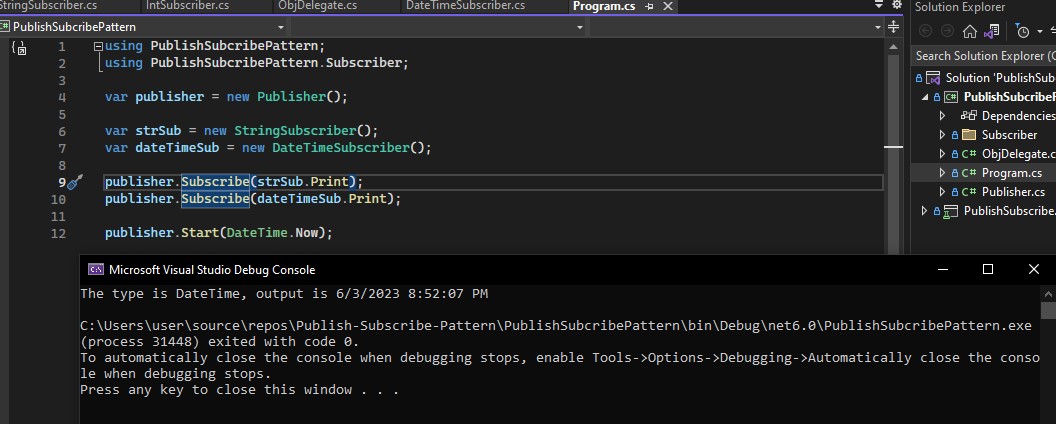 StringSubscriber.cs
IntSubscriber.cs
ObjDelegate.cs
DateTimeSubscriber.cs
Program.cs
PublishSubcribePattern
1 using PublishSubcribePattern;
2 using PublishSubcribePattern.Subscriber;
3
4 var publisher = new Publisher();
5
6 var strSub = new StringSubscriber();
7 var dateTimeSub = new DateTimeSubscriber();
8
9 publisher.Subscribe(strSub.Print);
10 publisher.Subscribe(dateTimeSub.Print);
11
12 publisher.Start(DateTime.Now);
Solution Explorer
Search Solution Explorer (C
Solution 'PublishSub
C# PublishSubcribeP
Dependencies
Subscriber
C# ObjDelegate.c
C# Program.cs
C# Publisher.cs
PublishSubscribe.
Microsoft Visual Studio Debug Console
The type is DateTime, output is 6/3/2023 8:52:07 PM
C:\Users\user\source\repos\Publish-Subscribe-Pattern\PublishSubcribePattern\bin\Debug\net6.0\PublishSubcribePattern.exe
(process 31448) exited with code 0.
To automatically close the console when debugging stops, enable Tools->Options->Debugging->Automatically close the conso
le when debugging stops.
Press any key to close this window . . .